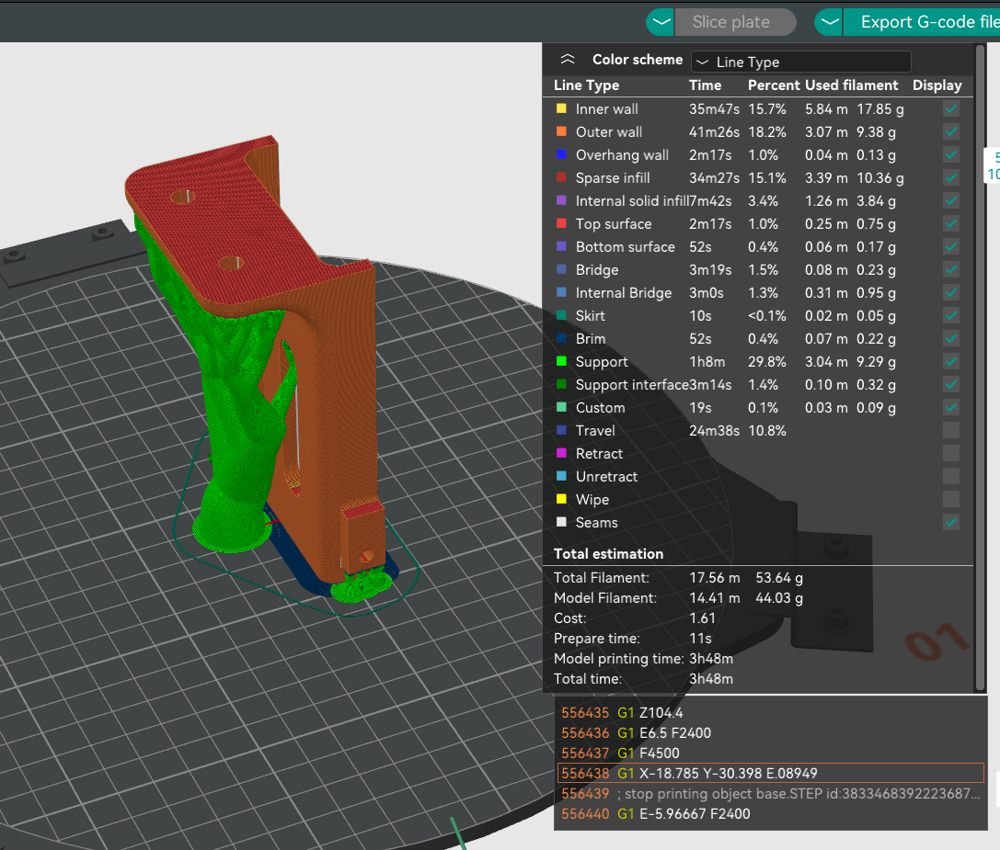 Slice plate
Export G-code file
Color scheme
Line Type
Line Type Time Percent Used filament Display
Inner wall 35m47s 15.7% 5.84 m 17.85 g
Outer wall 41m26s 18.2% 3.07 m 9.38 g
Overhang wall 2m17s 1.0% 0.04 m 0.13 g
Sparse infill 34m27s 15.1% 3.39 m 10.36 g
Internal solid infill 7m42s 3.4% 1.26 m 3.84 g
Top surface 2m17s 1.0% 0.25 m 0.75 g
Bottom surface 52s 0.4% 0.06 m 0.17 g
Bridge 3m19s 1.5% 0.08 m 0.23 g
Internal Bridge 3m0s 1.3% 0.31 m 0.95 g
Skirt 10s <0.1% 0.02 m 0.05 g
Brim 52s 0.4% 0.07 m 0.22 g
Support 1h8m 29.8% 3.04 m 9.29 g
Support interface 3m14s 1.4% 0.10 m 0.32 g
Custom 19s 0.1% 0.03 m 0.09 g
Travel 24m38s 10.8%
Retract
Unretract
Wipe
Seams
Total estimation
Total Filament: 17.56 m 53.64 g
Model Filament: 14.41 m 44.03 g
Cost: 1.61
Prepare time: 11s
Model printing time: 3h48m
Total time: 3h48m
01
556435 G1 Z104.4
556436 G1 E6.5 F2400
556437 G1 F4500
556438 G1 X-18.785 Y-30.398 E.08949
556439 ; stop printing object base.STEP id:3833468392223687...
556440 G1 E-5.96667 F2400